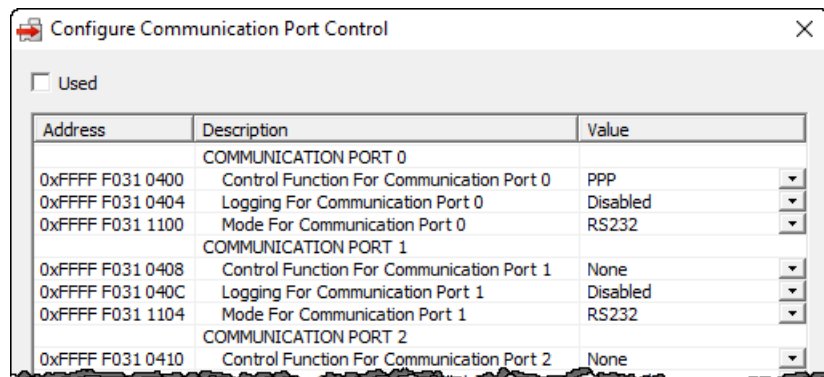 Configure Communication Port Control
Used
Address Description Value
COMMUNICATION PORT 0
0xFFFF F031 0400 Control Function For Communication Port 0 PPP
0xFFFF F031 0404 Logging For Communication Port 0 Disabled
0xFFFF F031 1100 Mode For Communication Port 0 RS232
COMMUNICATION PORT 1
0xFFFF F031 0408 Control Function For Communication Port 1 None
0xFFFF F031 040C Logging For Communication Port 1 Disabled
0xFFFF F031 1104 Mode For Communication Port 1 RS232
COMMUNICATION PORT 2
0xFFFF F031 0410 Control Function For Communication Port 2 None